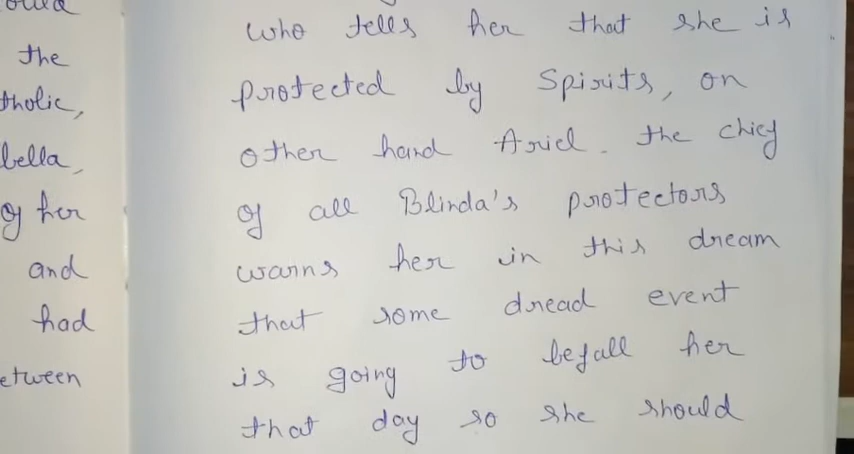 the
tholic,
bella,
of her
and
had
etween
who tells her that she is
protected by Spirits, on
other hand Ariel. the chief
of all Blinda's protectors
warns her in this dream
that some dread event
is going to befall her
that day so she should